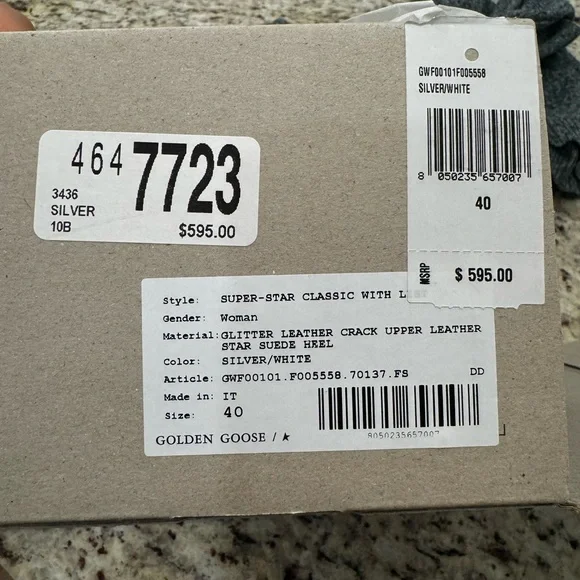 GWF00101F005558
SILVER/WHITE
8 050235 657007
40
MSRP $ 595.00
464 7723
3436
SILVER
10B $595.00
Style: SUPER-STAR CLASSIC WITH
Gender: Woman
Material: GLITTER LEATHER CRACK UPPER LEATHER
STAR SUEDE HEEL
Color: SILVER/WHITE
Article: GWF00101.F005558.70137.FS DD
Made in: IT
Size: 40
8050235657007
GOLDEN GOOSE /